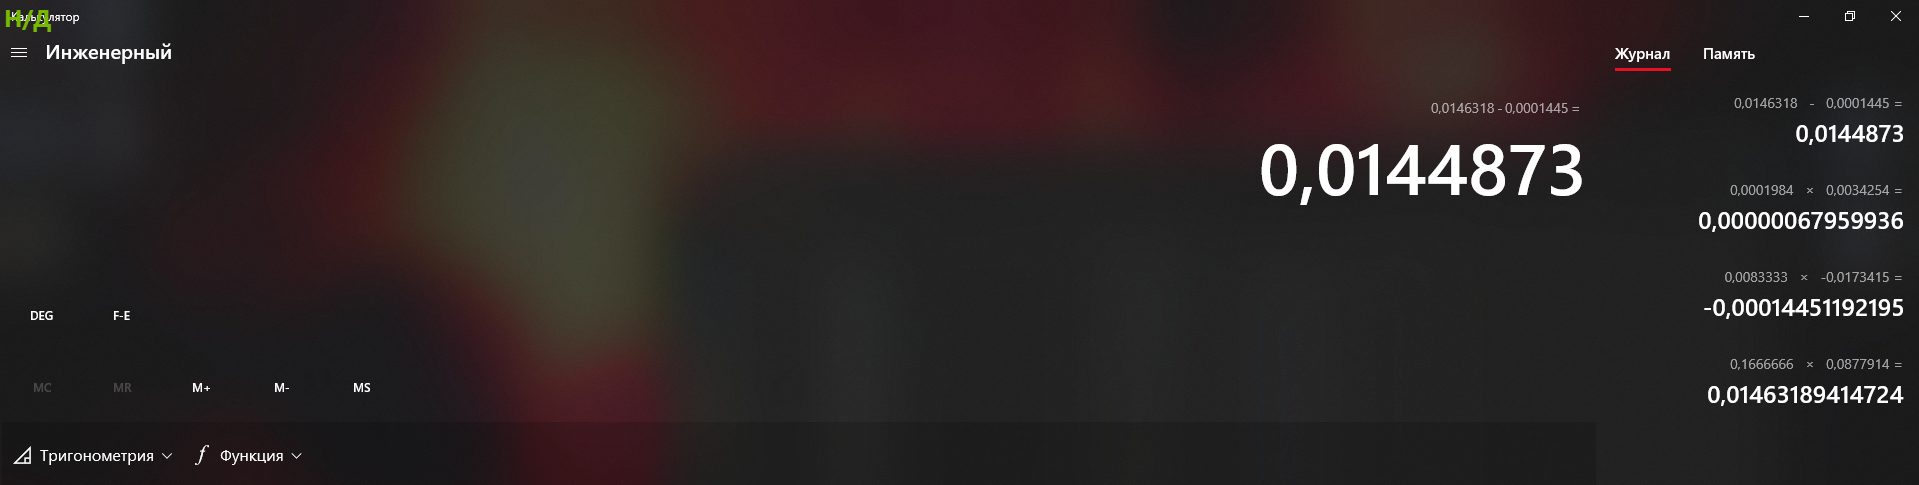 Калькулятор
Н/Д
Инженерный
Журнал Память
0,0146318 - 0,0001445 =
0,0144873
0,0146318 - 0,0001445 =
0,0144873
0,0001984 × 0,0034254 =
0,00000067959936
0,0083333 × -0,0173415 =
-0,00014451192195
0,1666666 × 0,0877914 =
0,01463189414724
DEG F-E
MC MR M+ M- MS
Тригонометрия f Функция